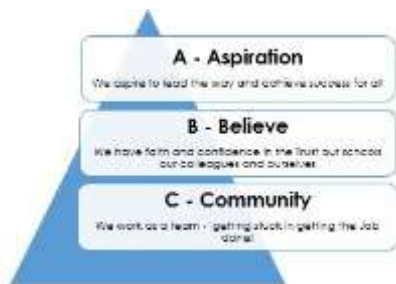 A - Aspiration
We aspire to lead the way and achieve success for all
B - Believe
We have faith and confidence in the Trust our schools
our colleagues and ourselves
C - Community
We work as a team - getting stuck in getting the Job
done!